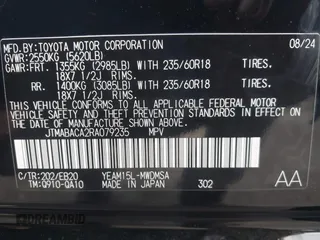 MFD.BY:TOYOTA MOTOR CORPORATION 08/24
GVWR:2550KG (5620LB)
GAWR:FRT. 1355KG (2985LB) WITH 235/60R18 TIRES.
18X7 1/2J RIMS.
RR. 1400KG (3085LB) WITH 235/60R18 TIRES.
18X7 1/2J RIMS.
THIS VEHICLE CONFORMS TO ALL APPLICABLE
FEDERAL MOTOR VEHICLE SAFETY AND THEFT
PREVENTION STANDARDS IN EFFECT ON THE DATE
OF MANUFACTURE SHOWN ABOVE.
JTMABACA2RA079235 MPV
C/TR:202/EB20 YEAM15L-MWDMSA
TM:Q910-QA10 MADE IN JAPAN 302
AA
DREAMBID